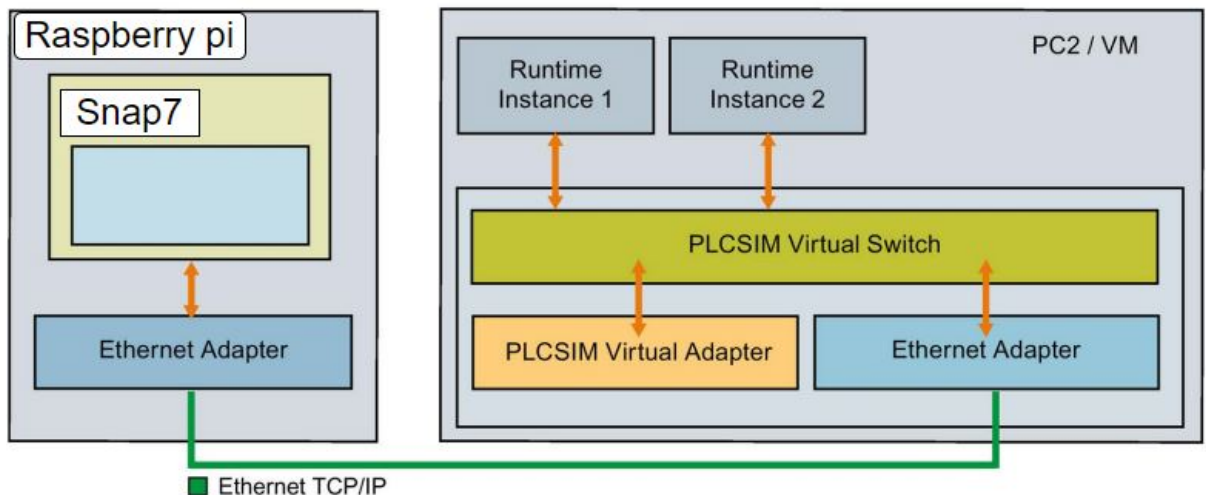 Raspberry pi
Snap7
Ethernet Adapter
PC2 / VM
Runtime
Instance 1
Runtime
Instance 2
PLCSIM Virtual Switch
PLCSIM Virtual Adapter
Ethernet Adapter
Ethernet TCP/IP